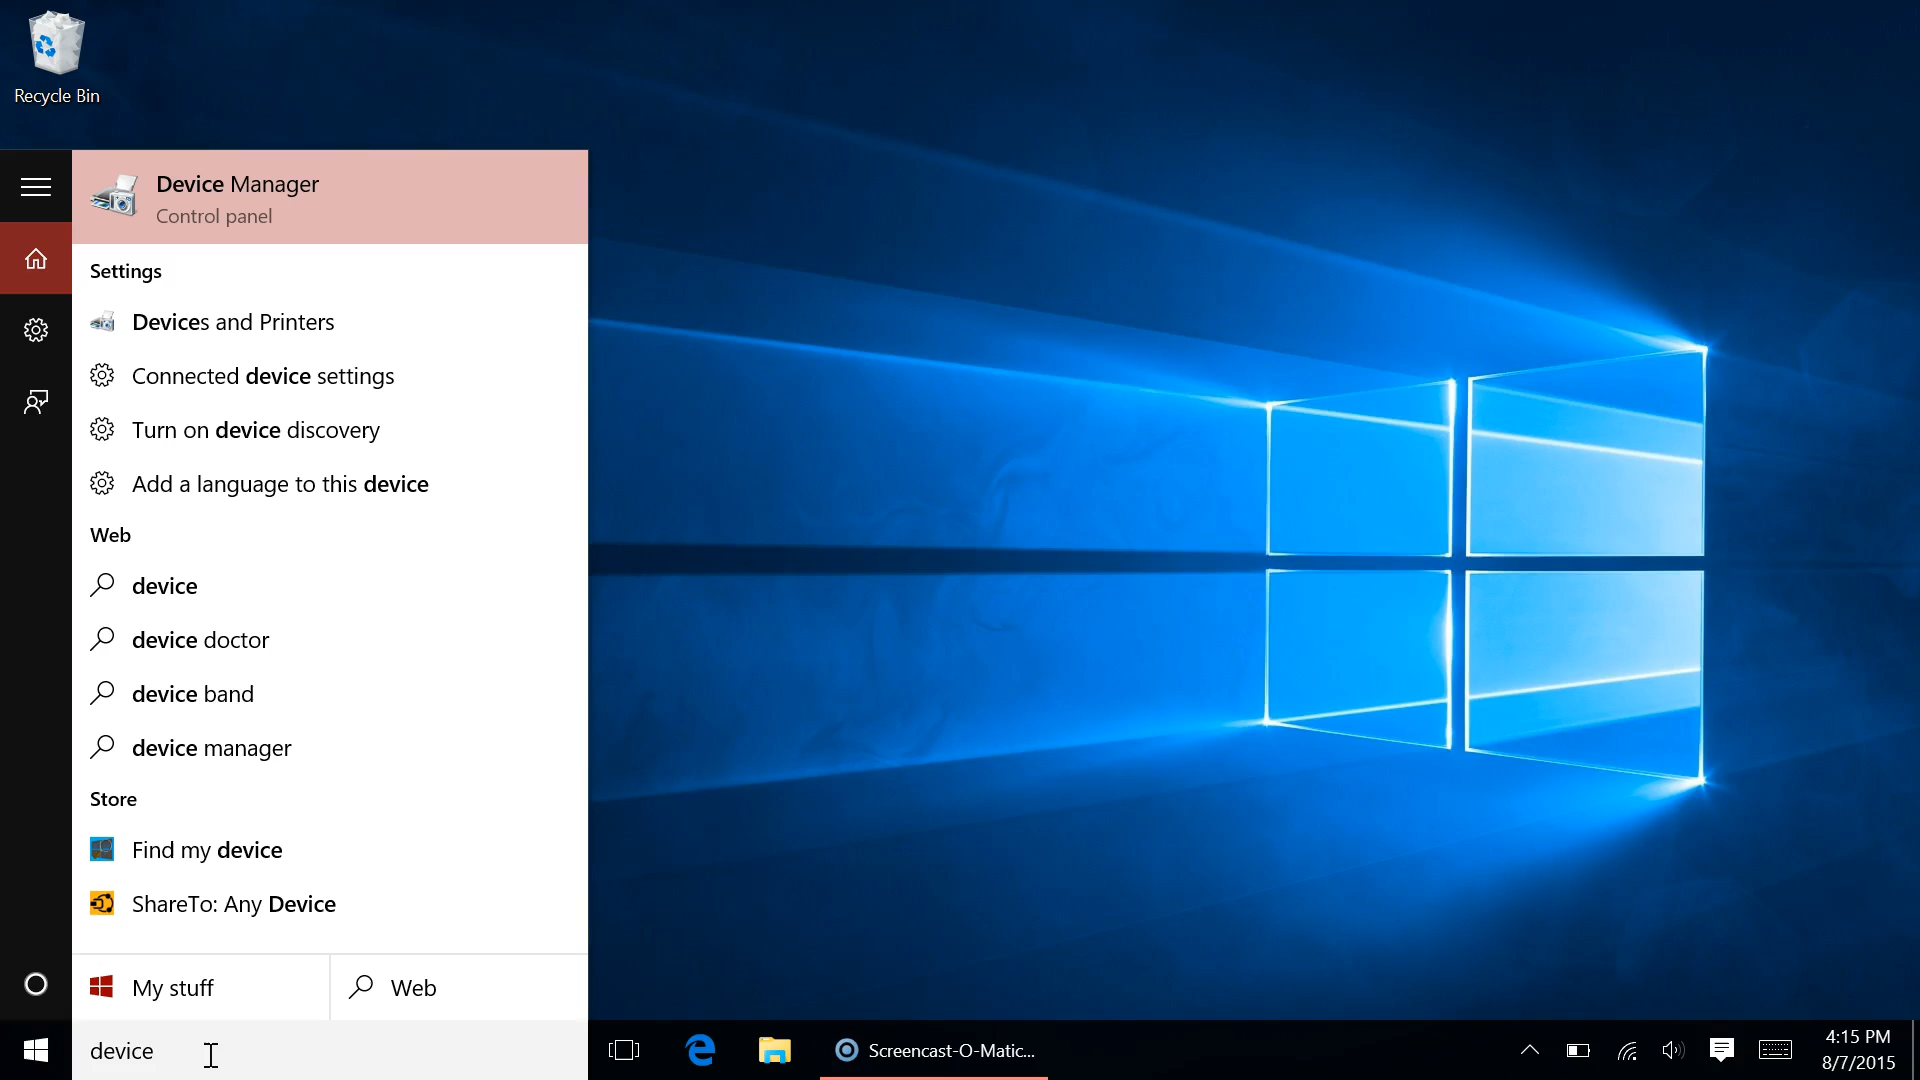 Recycle Bin
Device Manager
Control panel
Settings
Devices and Printers
Connected device settings
Turn on device discovery
Add a language to this device
Web
device
device doctor
device band
device manager
Store
Find my device
ShareTo: Any Device
My stuff
Web
device
Screencast-O-Matic...
4:15 PM
8/7/2015